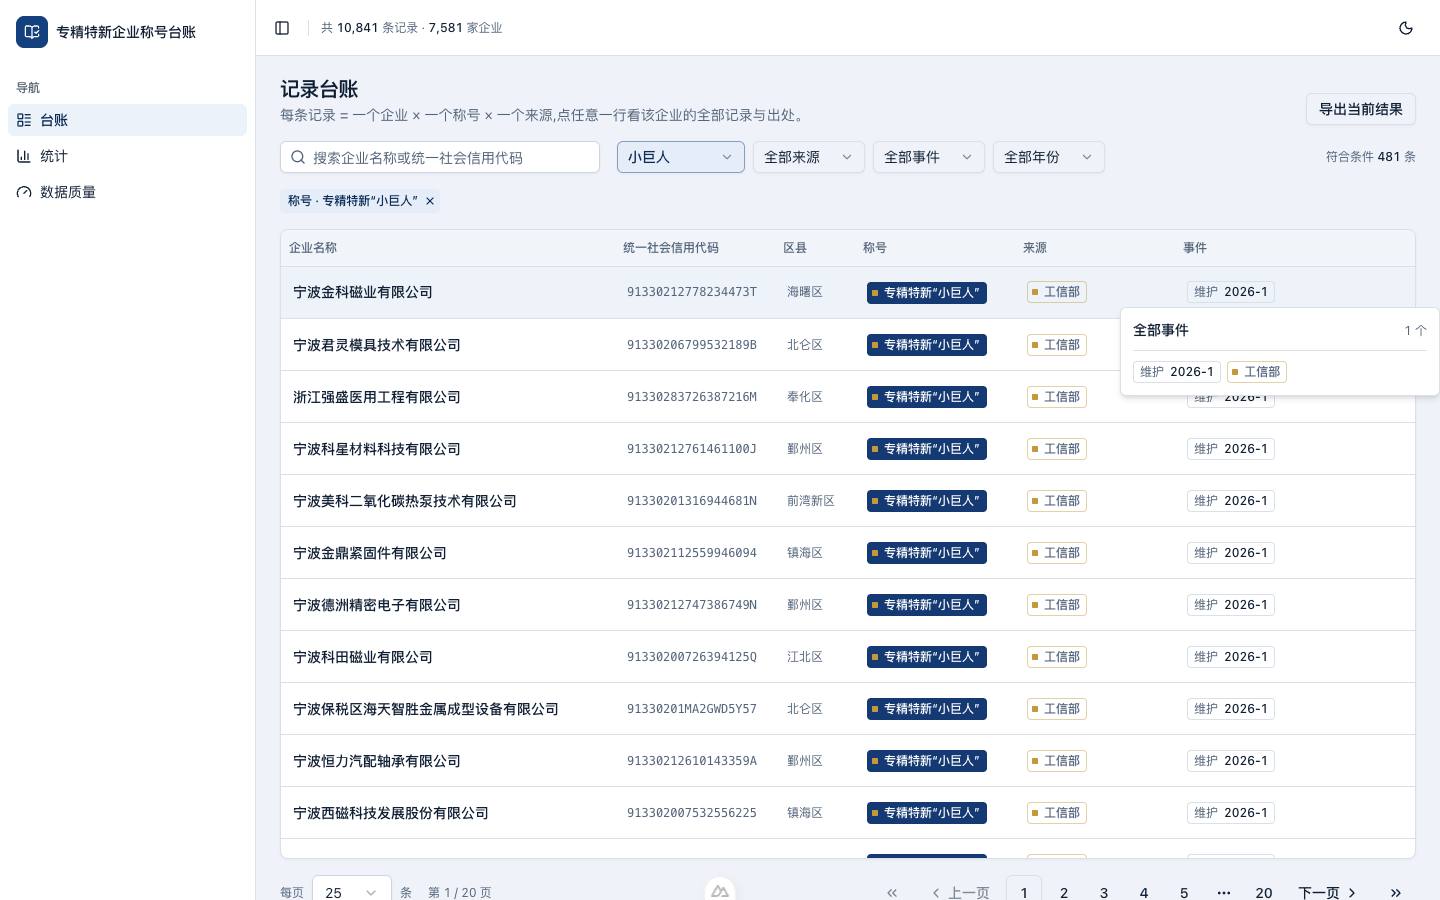 专精特新企业称号台账
共 10,841 条记录 · 7,581 家企业
导航
台账
统计
数据质量
记录台账
每条记录 = 一个企业 × 一个称号 × 一个来源,点任意一行看该企业的全部记录与出处。
导出当前结果
搜索企业名称或统一社会信用代码
小巨人
全部来源
全部事件
全部年份
符合条件 481 条
称号 · 专精特新“小巨人” ×
企业名称 统一社会信用代码 区县 称号 来源 事件
宁波金科磁业有限公司 91330212778234473T 海曙区 专精特新“小巨人” 工信部 维护 2026-1
全部事件 1 个
维护 2026-1 工信部
宁波君灵模具技术有限公司 91330206799532189B 北仑区 专精特新“小巨人” 工信部
浙江强盛医用工程有限公司 91330283726387216M 奉化区 专精特新“小巨人” 工信部 维护 2026-1
宁波科星材料科技有限公司 91330212761461100J 鄞州区 专精特新“小巨人” 工信部 维护 2026-1
宁波美科二氧化碳热泵技术有限公司 91330201316944681N 前湾新区 专精特新“小巨人” 工信部 维护 2026-1
宁波金鼎紧固件有限公司 913302112559946094 镇海区 专精特新“小巨人” 工信部 维护 2026-1
宁波德洲精密电子有限公司 91330212747386749N 鄞州区 专精特新“小巨人” 工信部 维护 2026-1
宁波科田磁业有限公司 91330200726394125Q 江北区 专精特新“小巨人” 工信部 维护 2026-1
宁波保税区海天智胜金属成型设备有限公司 91330201MA2GWD5Y57 北仑区 专精特新“小巨人” 工信部 维护 2026-1
宁波恒力汽配轴承有限公司 91330212610143359A 鄞州区 专精特新“小巨人” 工信部 维护 2026-1
宁波西磁科技发展股份有限公司 913302007532556225 镇海区 专精特新“小巨人” 工信部 维护 2026-1
每页 25 条 第 1 / 20 页
« ‹ 上一页 1 2 3 4 5 ··· 20 下一页 › »